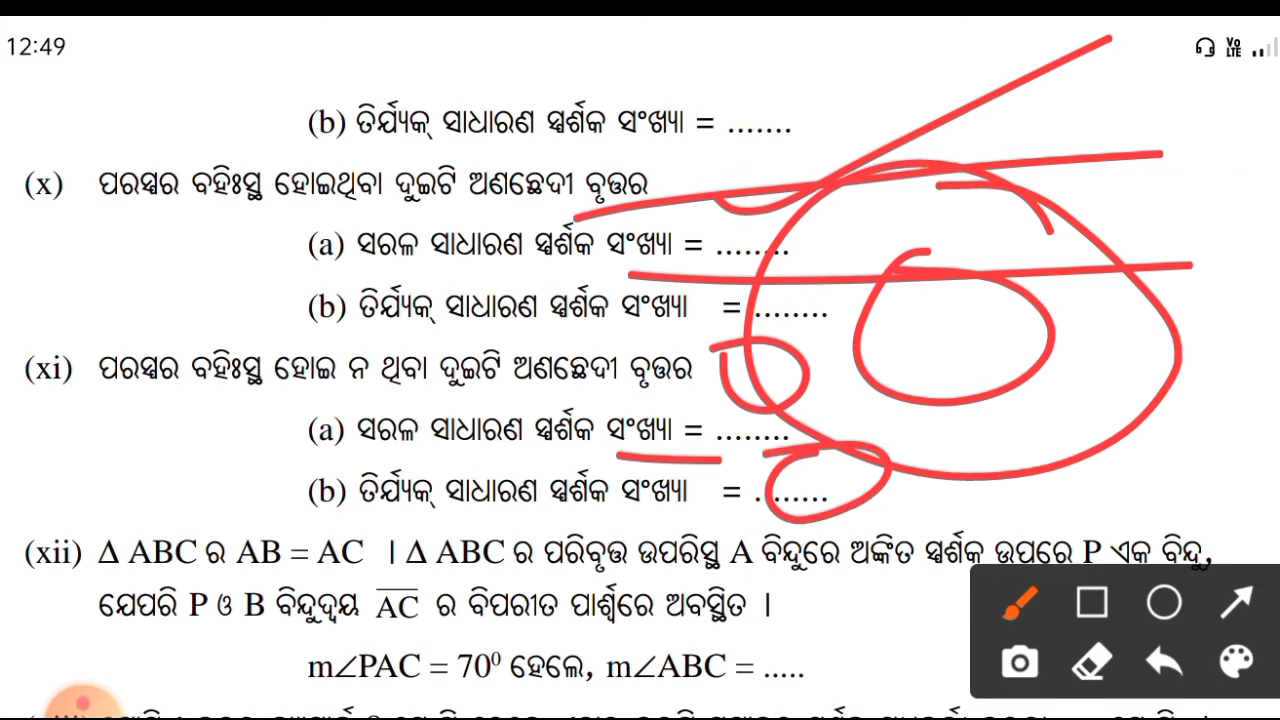 12:49
Vo LTE
(b) ତିର୍ଯ୍ୟକ୍ ସାଧାରଣ ସ୍ପର୍ଶକ ସଂଖ୍ୟା = .......
(x) ପରସ୍ପର ବହିଃସ୍ଥ ହୋଇଥିବା ଦୁଇଟି ଅଣଛେଦୀ ବୃତ୍ତର
(a) ସରଳ ସାଧାରଣ ସ୍ପର୍ଶକ ସଂଖ୍ୟା = ........
(b) ତିର୍ଯ୍ୟକ୍ ସାଧାରଣ ସ୍ପର୍ଶକ ସଂଖ୍ୟା = ........
(xi) ପରସ୍ପର ବହିଃସ୍ଥ ହୋଇ ନ ଥିବା ଦୁଇଟି ଅଣଛେଦୀ ବୃତ୍ତର
(a) ସରଳ ସାଧାରଣ ସ୍ପର୍ଶକ ସଂଖ୍ୟା = ........
(b) ତିର୍ଯ୍ୟକ୍ ସାଧାରଣ ସ୍ପର୍ଶକ ସଂଖ୍ୟା = ........
(xii) Δ ABC ର AB = AC । Δ ABC ର ପରିବୃତ୍ତ ଉପରିସ୍ଥ A ବିନ୍ଦୁରେ ଅଙ୍କିତ ସ୍ପର୍ଶକ ଉପରେ P ଏକ ବିନ୍ଦୁ,
ଯେପରି P ଓ B ବିନ୍ଦୁଦ୍ୱୟ A̅C̅ ର ବିପରୀତ ପାର୍ଶ୍ୱରେ ଅବସ୍ଥିତ ।
m∠PAC = 70⁰ ହେଲେ, m∠ABC = .....